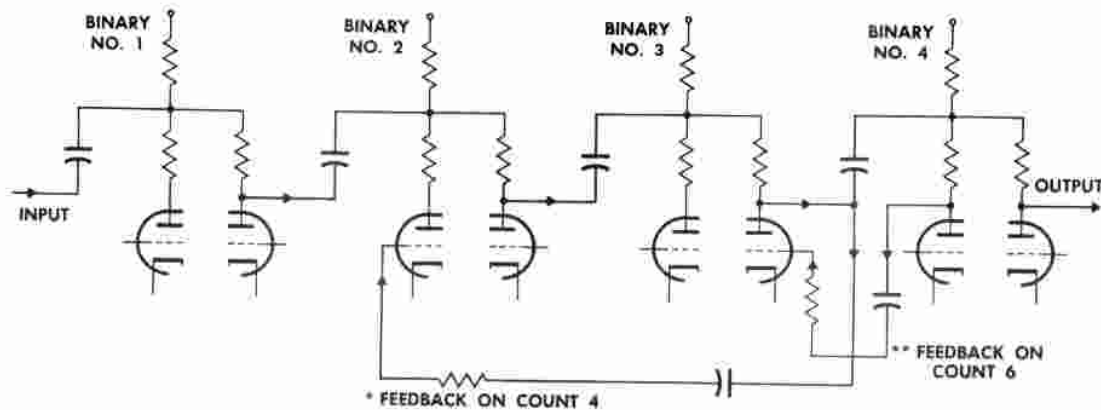 BINARY
NO. 1
BINARY
NO. 2
BINARY
NO. 3
BINARY
NO. 4
INPUT
OUTPUT
* FEEDBACK ON COUNT 4
** FEEDBACK ON
COUNT 6